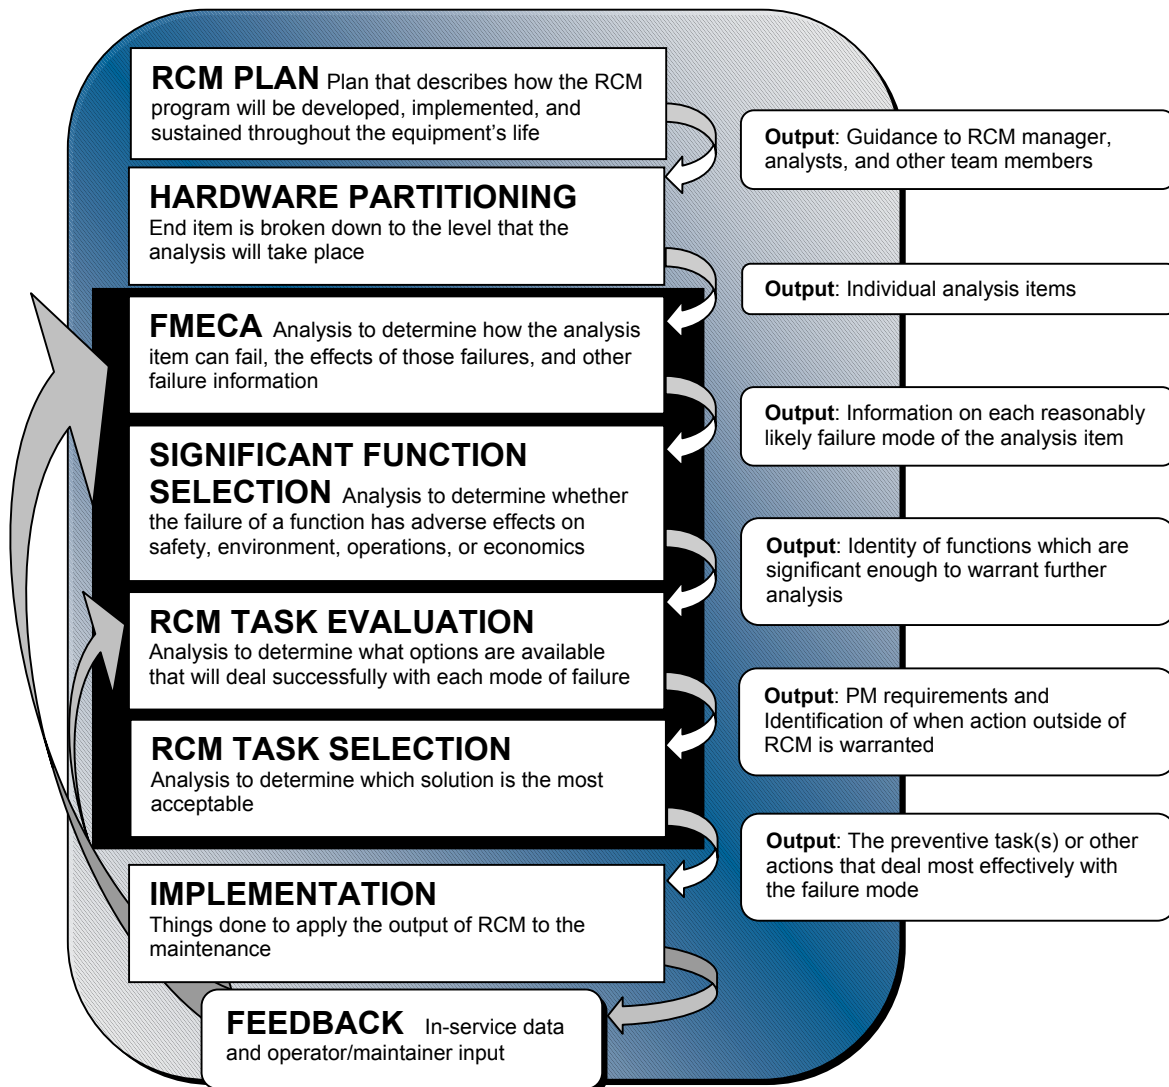 RCM PLAN Plan that describes how the RCM
program will be developed, implemented, and
sustained throughout the equipment’s life
Output: Guidance to RCM manager,
analysts, and other team members
HARDWARE PARTITIONING
End item is broken down to the level that the
analysis will take place
Output: Individual analysis items
FMECA Analysis to determine how the analysis
item can fail, the effects of those failures, and other
failure information
Output: Information on each reasonably
likely failure mode of the analysis item
SIGNIFICANT FUNCTION
SELECTION Analysis to determine whether
the failure of a function has adverse effects on
safety, environment, operations, or economics
Output: Identity of functions which are
significant enough to warrant further
analysis
RCM TASK EVALUATION
Analysis to determine what options are available
that will deal successfully with each mode of failure
Output: PM requirements and
Identification of when action outside of
RCM is warranted
RCM TASK SELECTION
Analysis to determine which solution is the most
acceptable
Output: The preventive task(s) or other
actions that deal most effectively with
the failure mode
IMPLEMENTATION
Things done to apply the output of RCM to the
maintenance
FEEDBACK In-service data
and operator/maintainer input